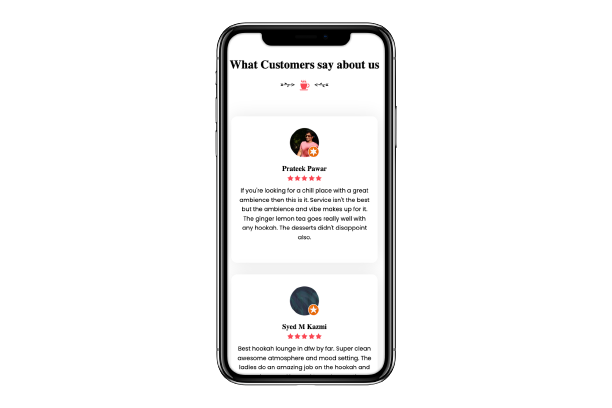 What Customers say about us
Prateek Pawar
If you're looking for a chill place with a great
ambience then this is it. Service isn't the best
but the ambience and vibe makes up for it.
The ginger lemon tea goes really well with
any hookah. The desserts didn't disappoint
also.
Syed M Kazmi
Best hookah lounge in dfw by far. Super clean
awesome atmosphere and mood setting. The
ladies do an amazing job on the hookah and